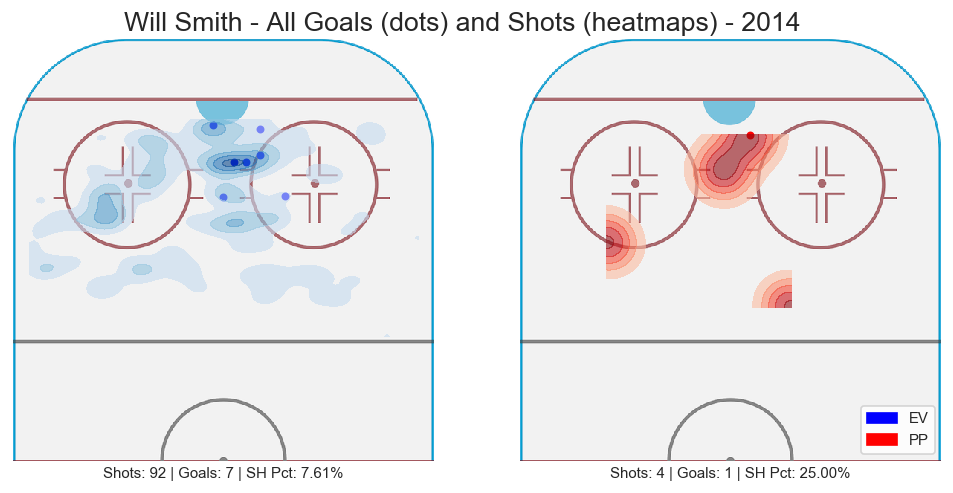 Will Smith - All Goals (dots) and Shots (heatmaps) - 2014
EV
PP
Shots: 92 | Goals: 7 | SH Pct: 7.61%
Shots: 4 | Goals: 1 | SH Pct: 25.00%